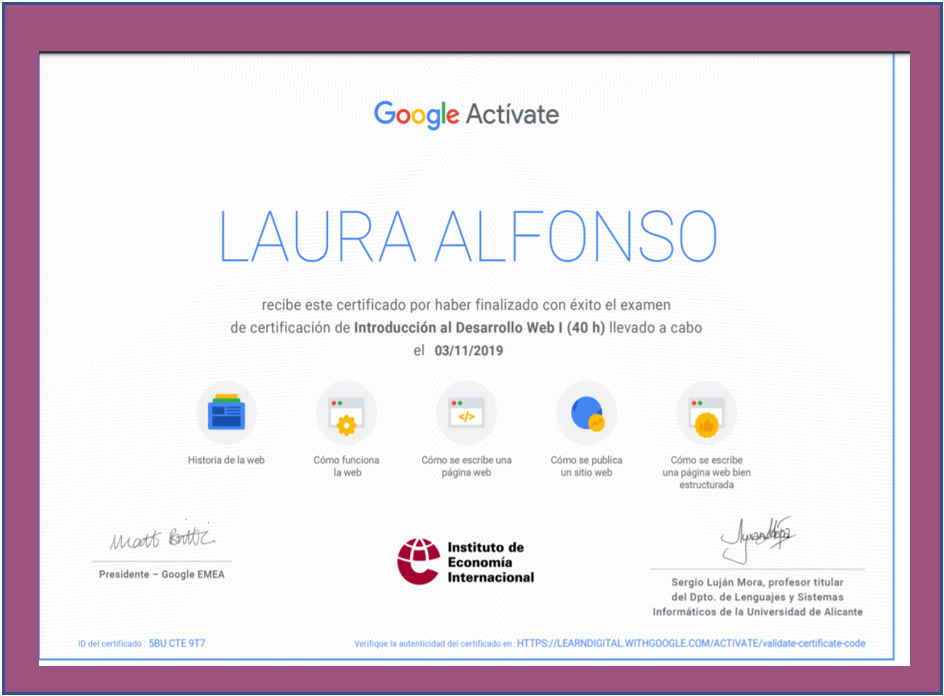 Google Actívate
LAURA ALFONSO
recibe este certificado por haber finalizado con éxito el examen
de certificación de Introducción al Desarrollo Web I (40 h) llevado a cabo
el 03/11/2019
Historia de la web
Cómo funciona
la web
Cómo se escribe una
página web
Cómo se publica
un sitio web
Cómo se escribe
una página web bien
estructurada
Matt Brittin
Presidente – Google EMEA
Instituto de
Economía
Internacional
Sergio Luján Mora, profesor titular
del Dpto. de Lenguajes y Sistemas
Informáticos de la Universidad de Alicante
ID del certificado : 5BU CTE 9T7
Verifique la autenticidad del certificado en : HTTPS://LEARNDIGITAL.WITHGOOGLE.COM/ACTIVATE/validate-certificate-code